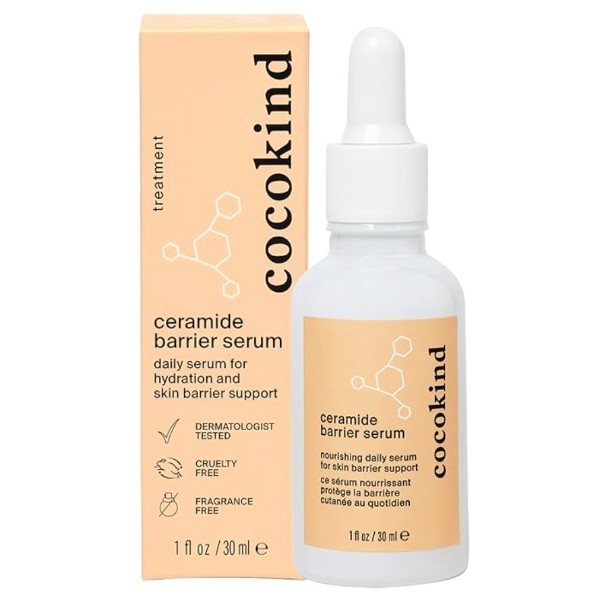 treatment
cocokind
ceramide
barrier serum
daily serum for
hydration and
skin barrier support
DERMATOLOGIST
TESTED
CRUELTY
FREE
FRAGRANCE
FREE
1 fl oz / 30 ml ℮
cocokind
ceramide
barrier serum
nourishing daily serum
for skin barrier support
ce sérum nourrissant
protège la barrière
cutanée au quotidien
1 fl oz / 30 ml ℮